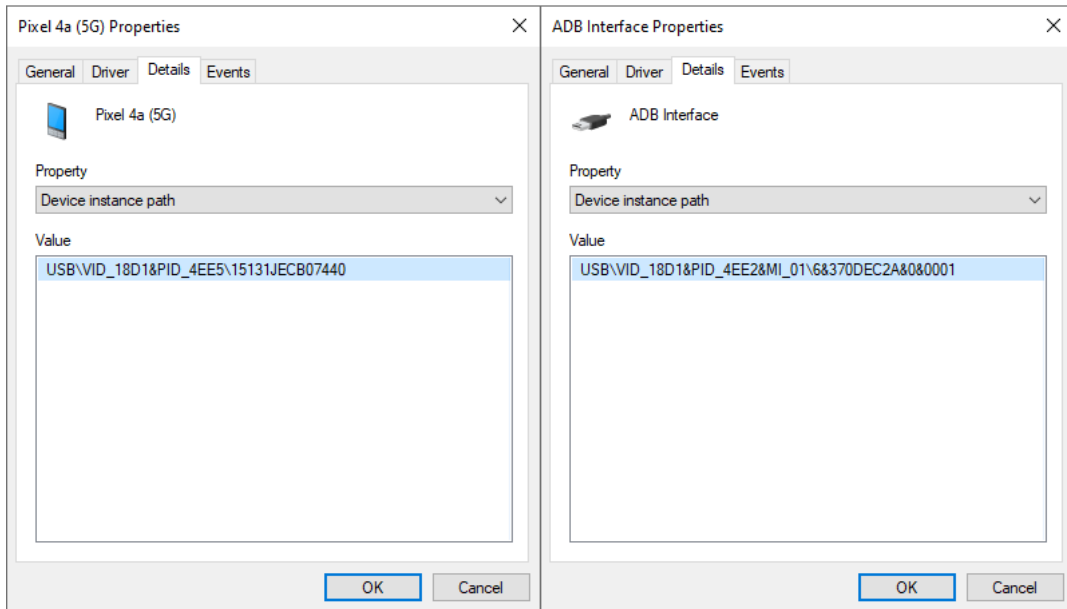 Pixel 4a (5G) Properties
General Driver Details Events
Pixel 4a (5G)
Property
Device instance path
Value
USB\VID_18D1&PID_4EE5\15131JECB07440
OK Cancel
ADB Interface Properties
General Driver Details Events
ADB Interface
Property
Device instance path
Value
USB\VID_18D1&PID_4EE2&MI_01\6&370DEC2A&0&0001
OK Cancel